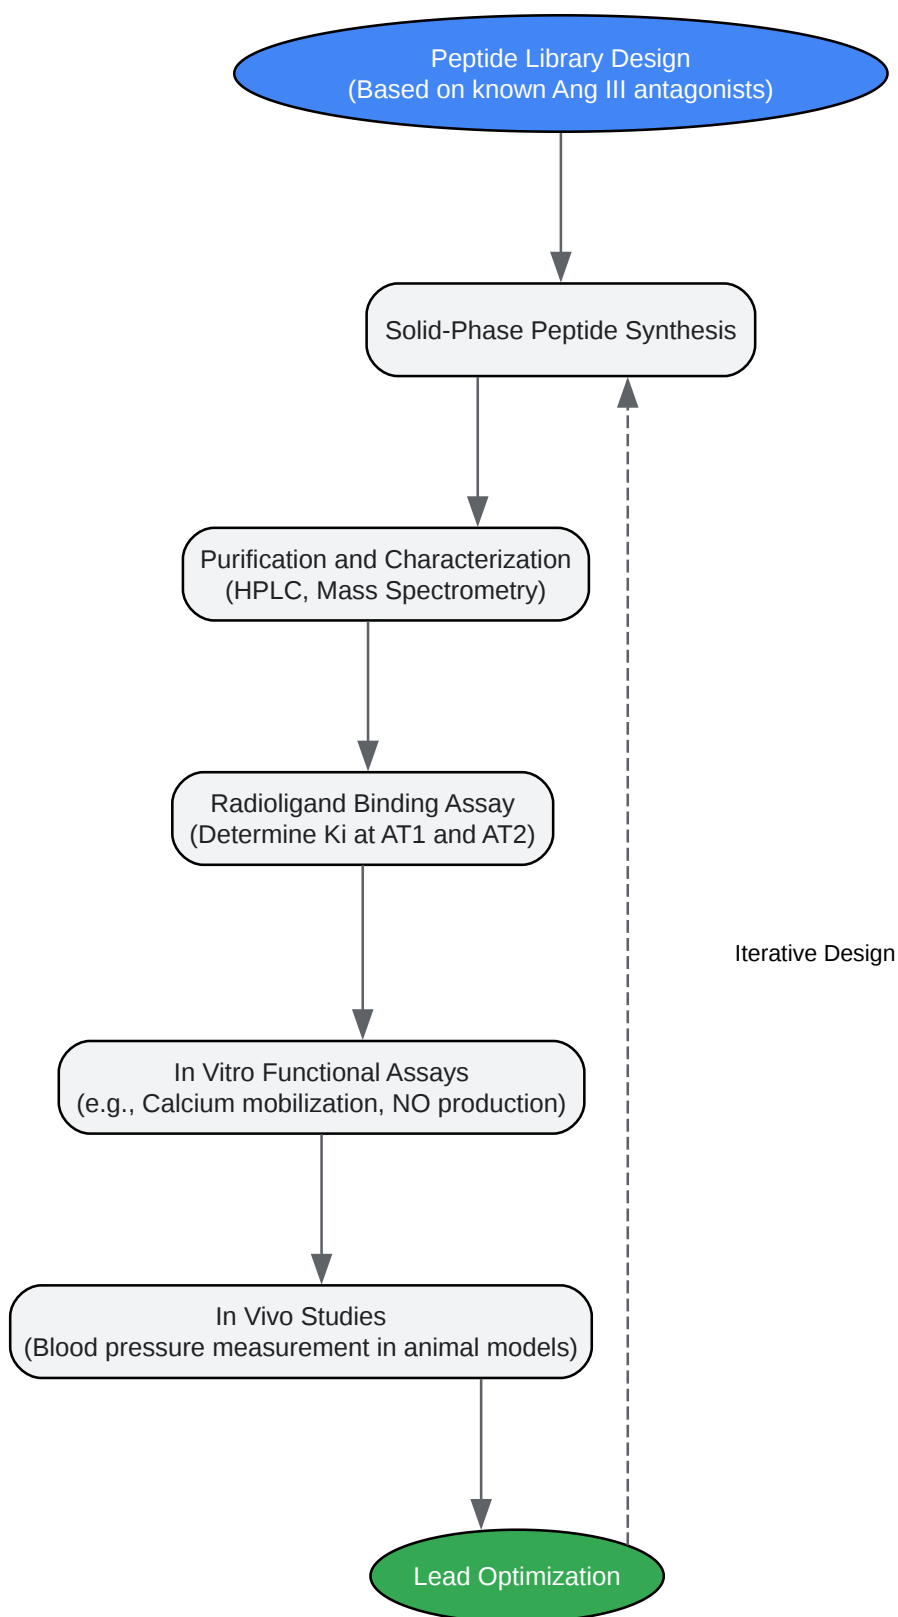 Peptide Library Design
(Based on known Ang III antagonists)
Solid-Phase Peptide Synthesis
Purification and Characterization
(HPLC, Mass Spectrometry)
Radioligand Binding Assay
(Determine Ki at AT1 and AT2)
Iterative Design
In Vitro Functional Assays
(e.g., Calcium mobilization, NO production)
In Vivo Studies
(Blood pressure measurement in animal models)
Lead Optimization